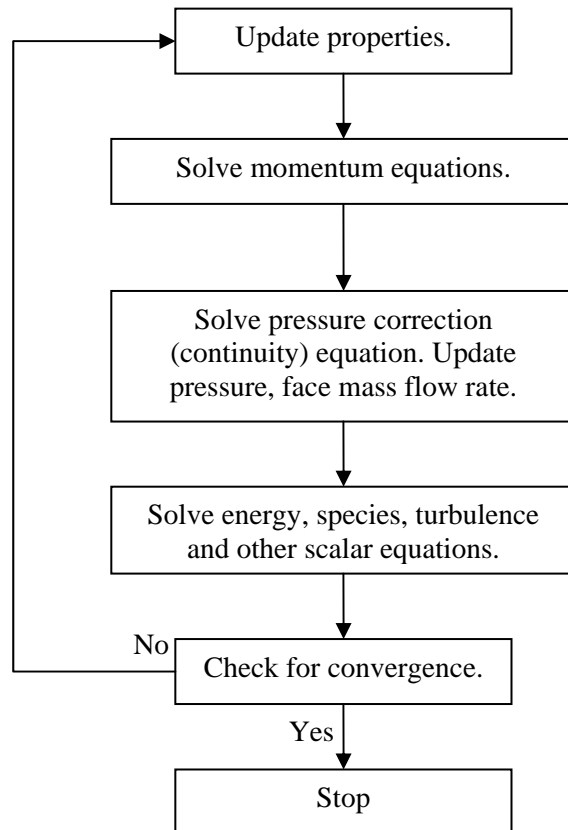 Update properties.
Solve momentum equations.
Solve pressure correction
(continuity) equation. Update
pressure, face mass flow rate.
Solve energy, species, turbulence
and other scalar equations.
No
Check for convergence.
Yes
Stop